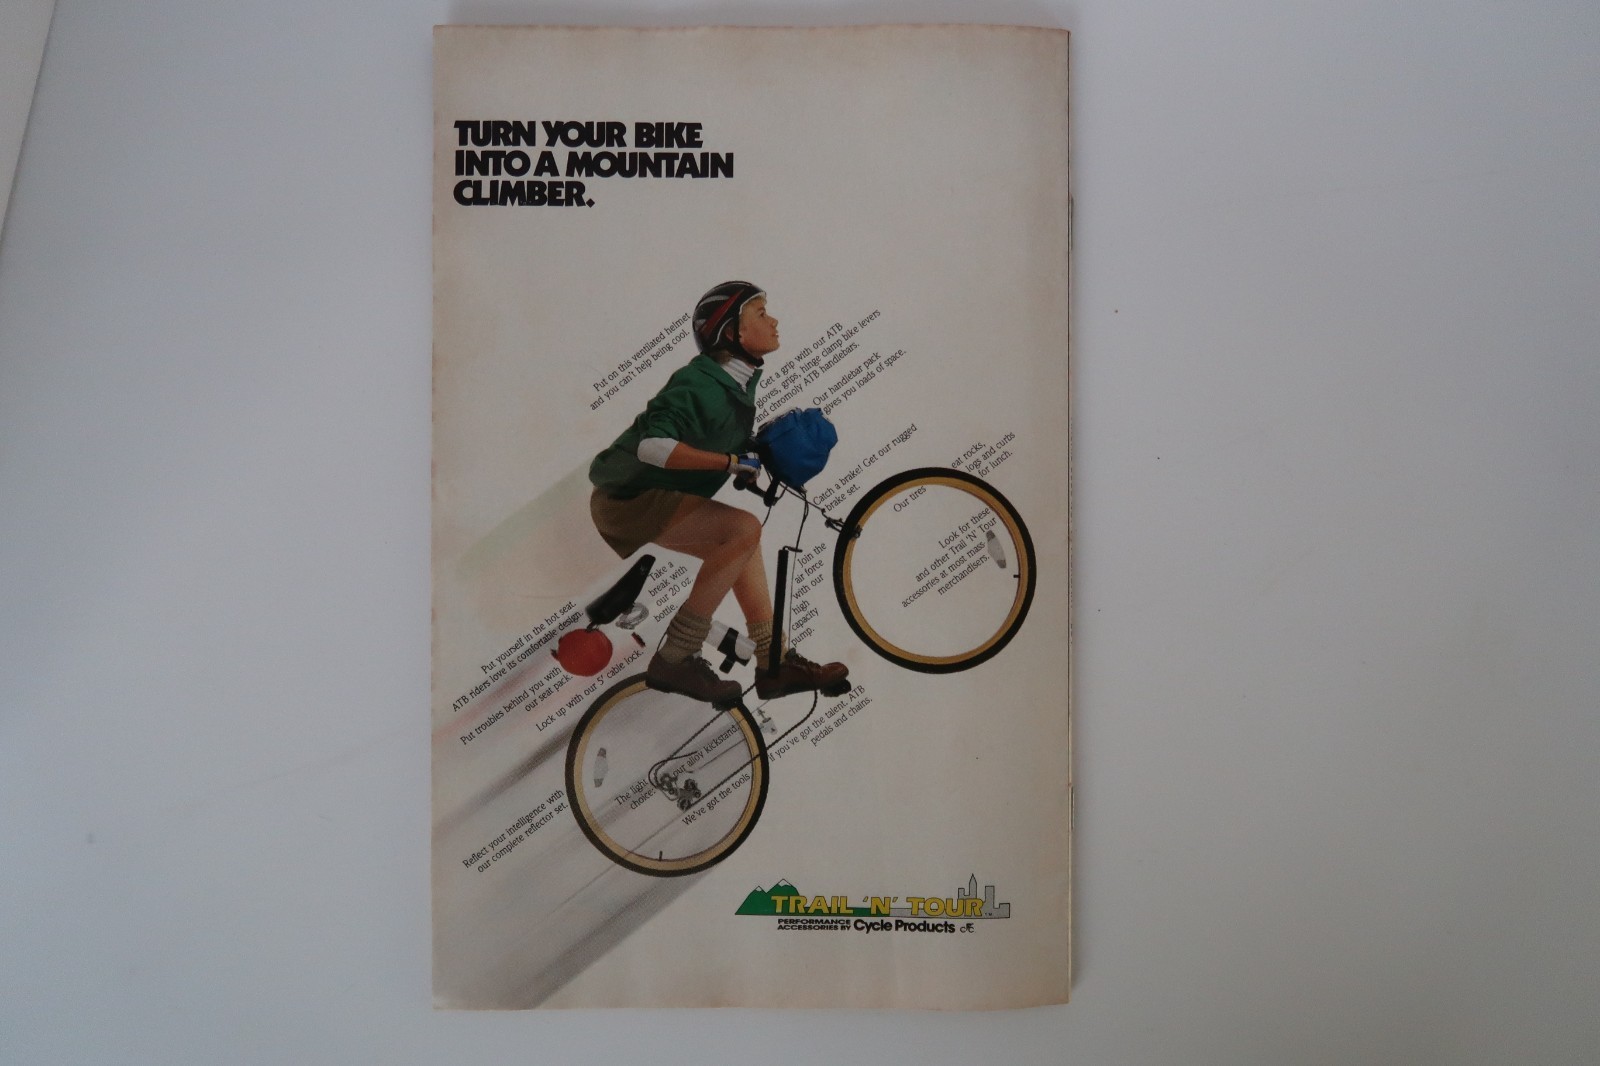 TURN YOUR BIKE
INTO A MOUNTAIN
CLIMBER.
Put on this ventilated helmet
and you can't help being cool.
Get a grip with our ATB
gloves, grips, hinge clamp bike levers
and chromoly ATB handlebars.
Our handlebar pack
gives you loads of space.
Catch a brake! Get our rugged
brake set.
Our tires
eat rocks,
logs and curbs
for lunch.
Look for these
and other Trail 'N' Tour
accessories at most mass
merchandisers.
Join the
air force
with our
high
capacity
pump.
Take a
break with
our 20 oz.
bottle.
Put yourself in the hot seat.
ATB riders love its comfortable design.
Put troubles behind you with
our seat pack.
Lock up with our 5' cable lock.
If you've got the talent. ATB
pedals and chains.
We've got the tools
The light
choice:
our alloy kickstand.
Reflect your intelligence with
our complete reflector set.
TRAIL 'N' TOUR
PERFORMANCE
ACCESSORIES BY Cycle Products